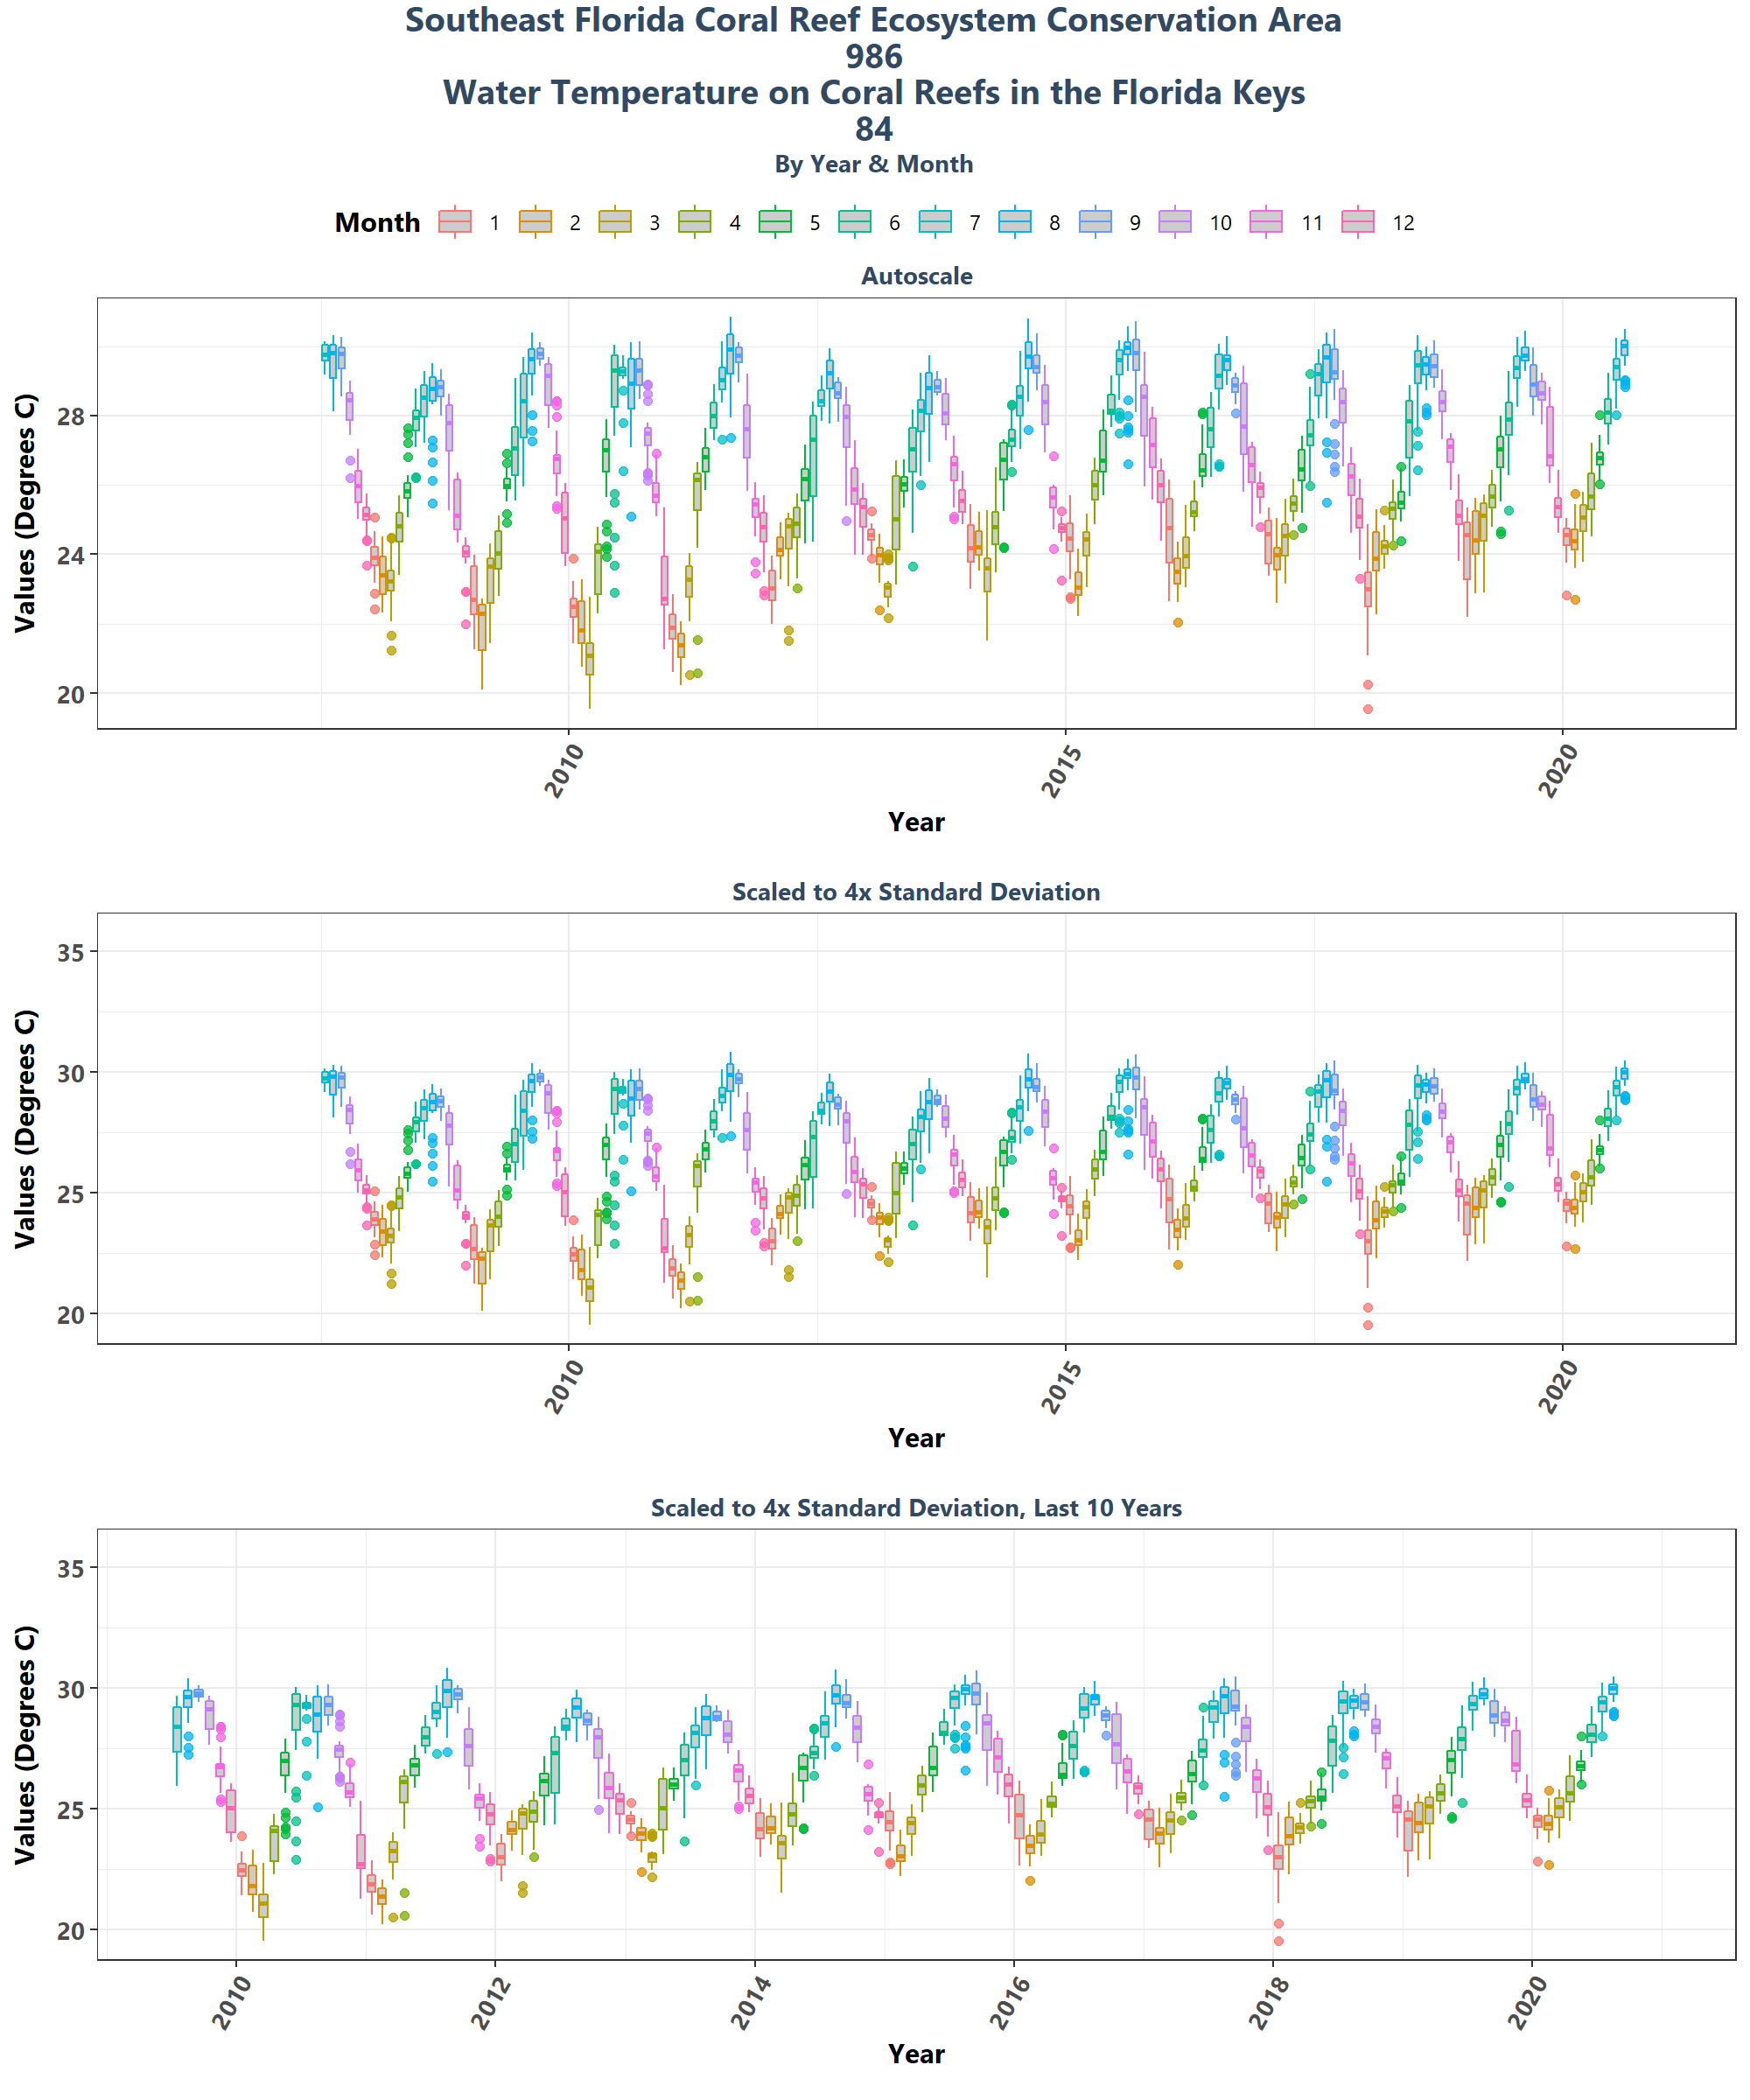 Southeast Florida Coral Reef Ecosystem Conservation Area
986
Water Temperature on Coral Reefs in the Florida Keys
84
By Year & Month
Month 1 2 3 4 5 6 7 8 9 10 11 12
Autoscale
Values (Degrees C)
28
24
20
2010 2015 2020
Year
Scaled to 4x Standard Deviation
Values (Degrees C)
35
30
25
20
2010 2015 2020
Year
Scaled to 4x Standard Deviation, Last 10 Years
Values (Degrees C)
35
30
25
20
2010 2012 2014 2016 2018 2020
Year